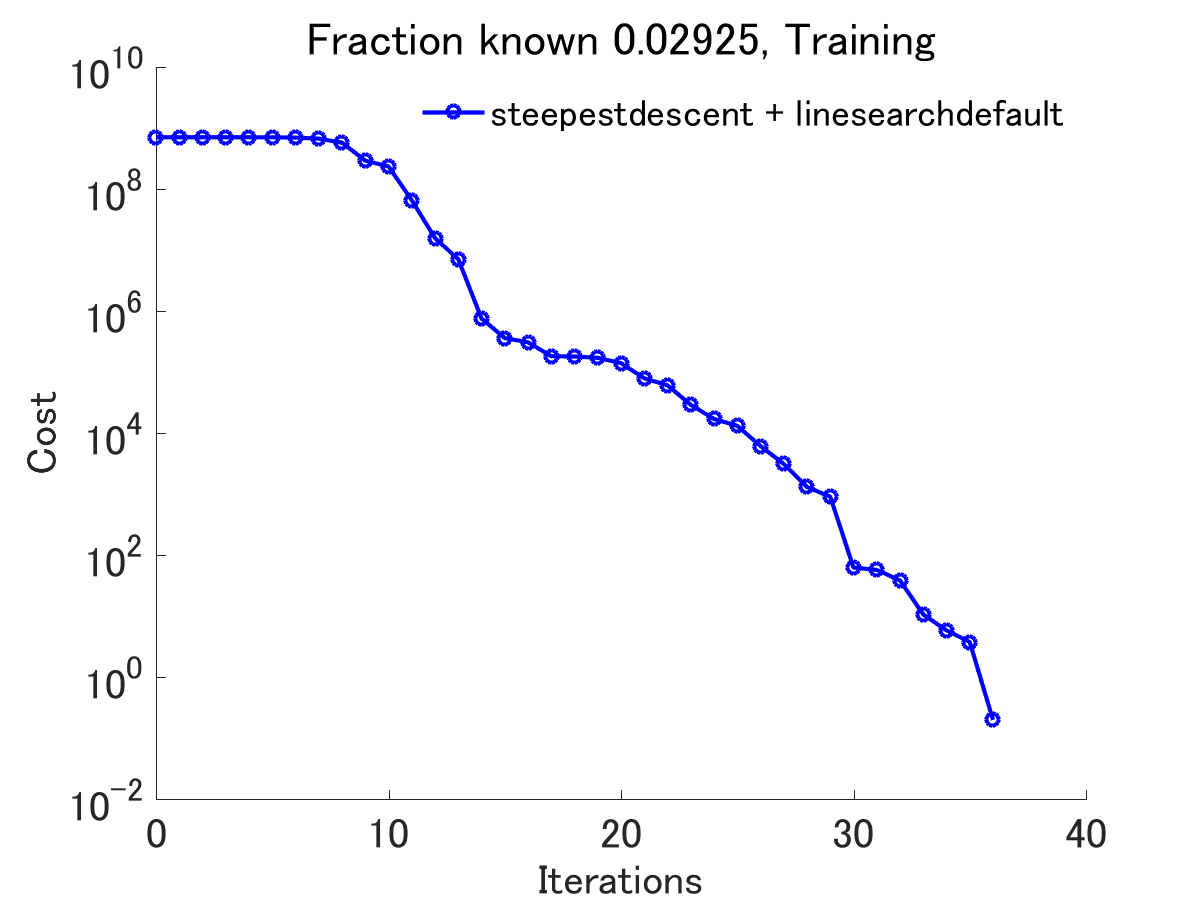 Fraction known 0.02925, Training
steepestdescent + linesearchdefault
10^10
10^8
10^6
10^4
10^2
10^0
10^-2
Cost
0 10 20 30 40
Iterations